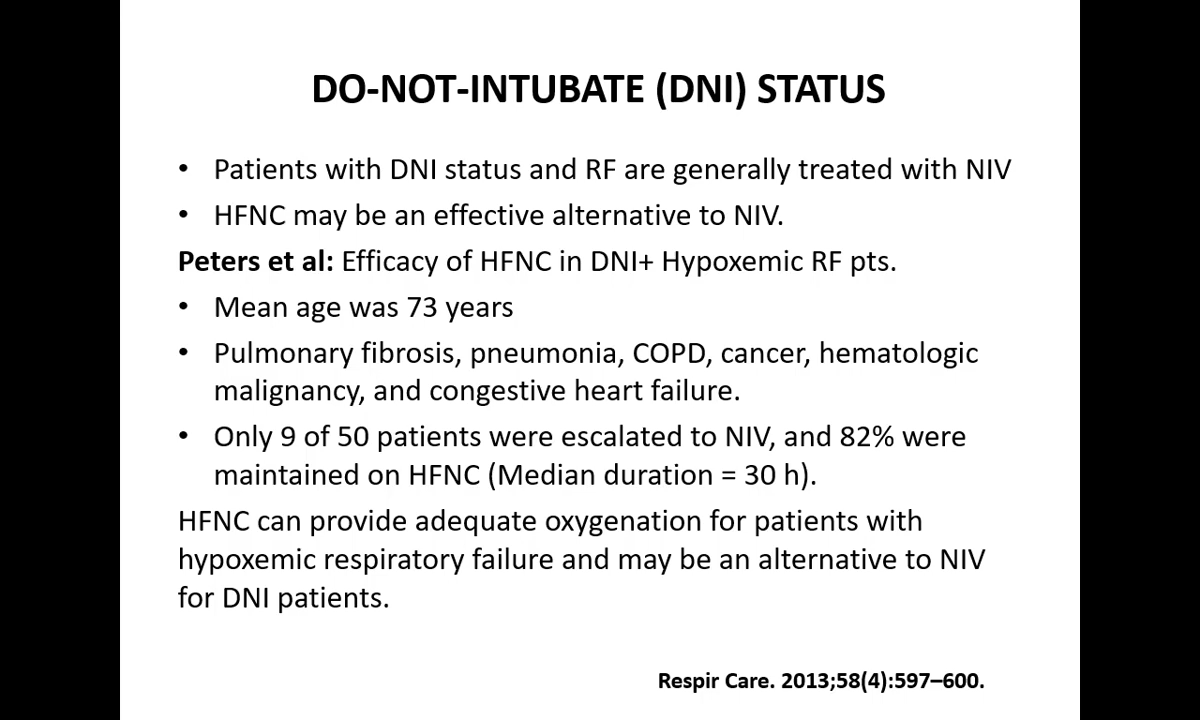 DO-NOT-INTUBATE (DNI) STATUS
• Patients with DNI status and RF are generally treated with NIV
• HFNC may be an effective alternative to NIV.
Peters et al: Efficacy of HFNC in DNI+ Hypoxemic RF pts.
• Mean age was 73 years
• Pulmonary fibrosis, pneumonia, COPD, cancer, hematologic
malignancy, and congestive heart failure.
• Only 9 of 50 patients were escalated to NIV, and 82% were
maintained on HFNC (Median duration = 30 h).
HFNC can provide adequate oxygenation for patients with
hypoxemic respiratory failure and may be an alternative to NIV
for DNI patients.
Respir Care. 2013;58(4):597–600.